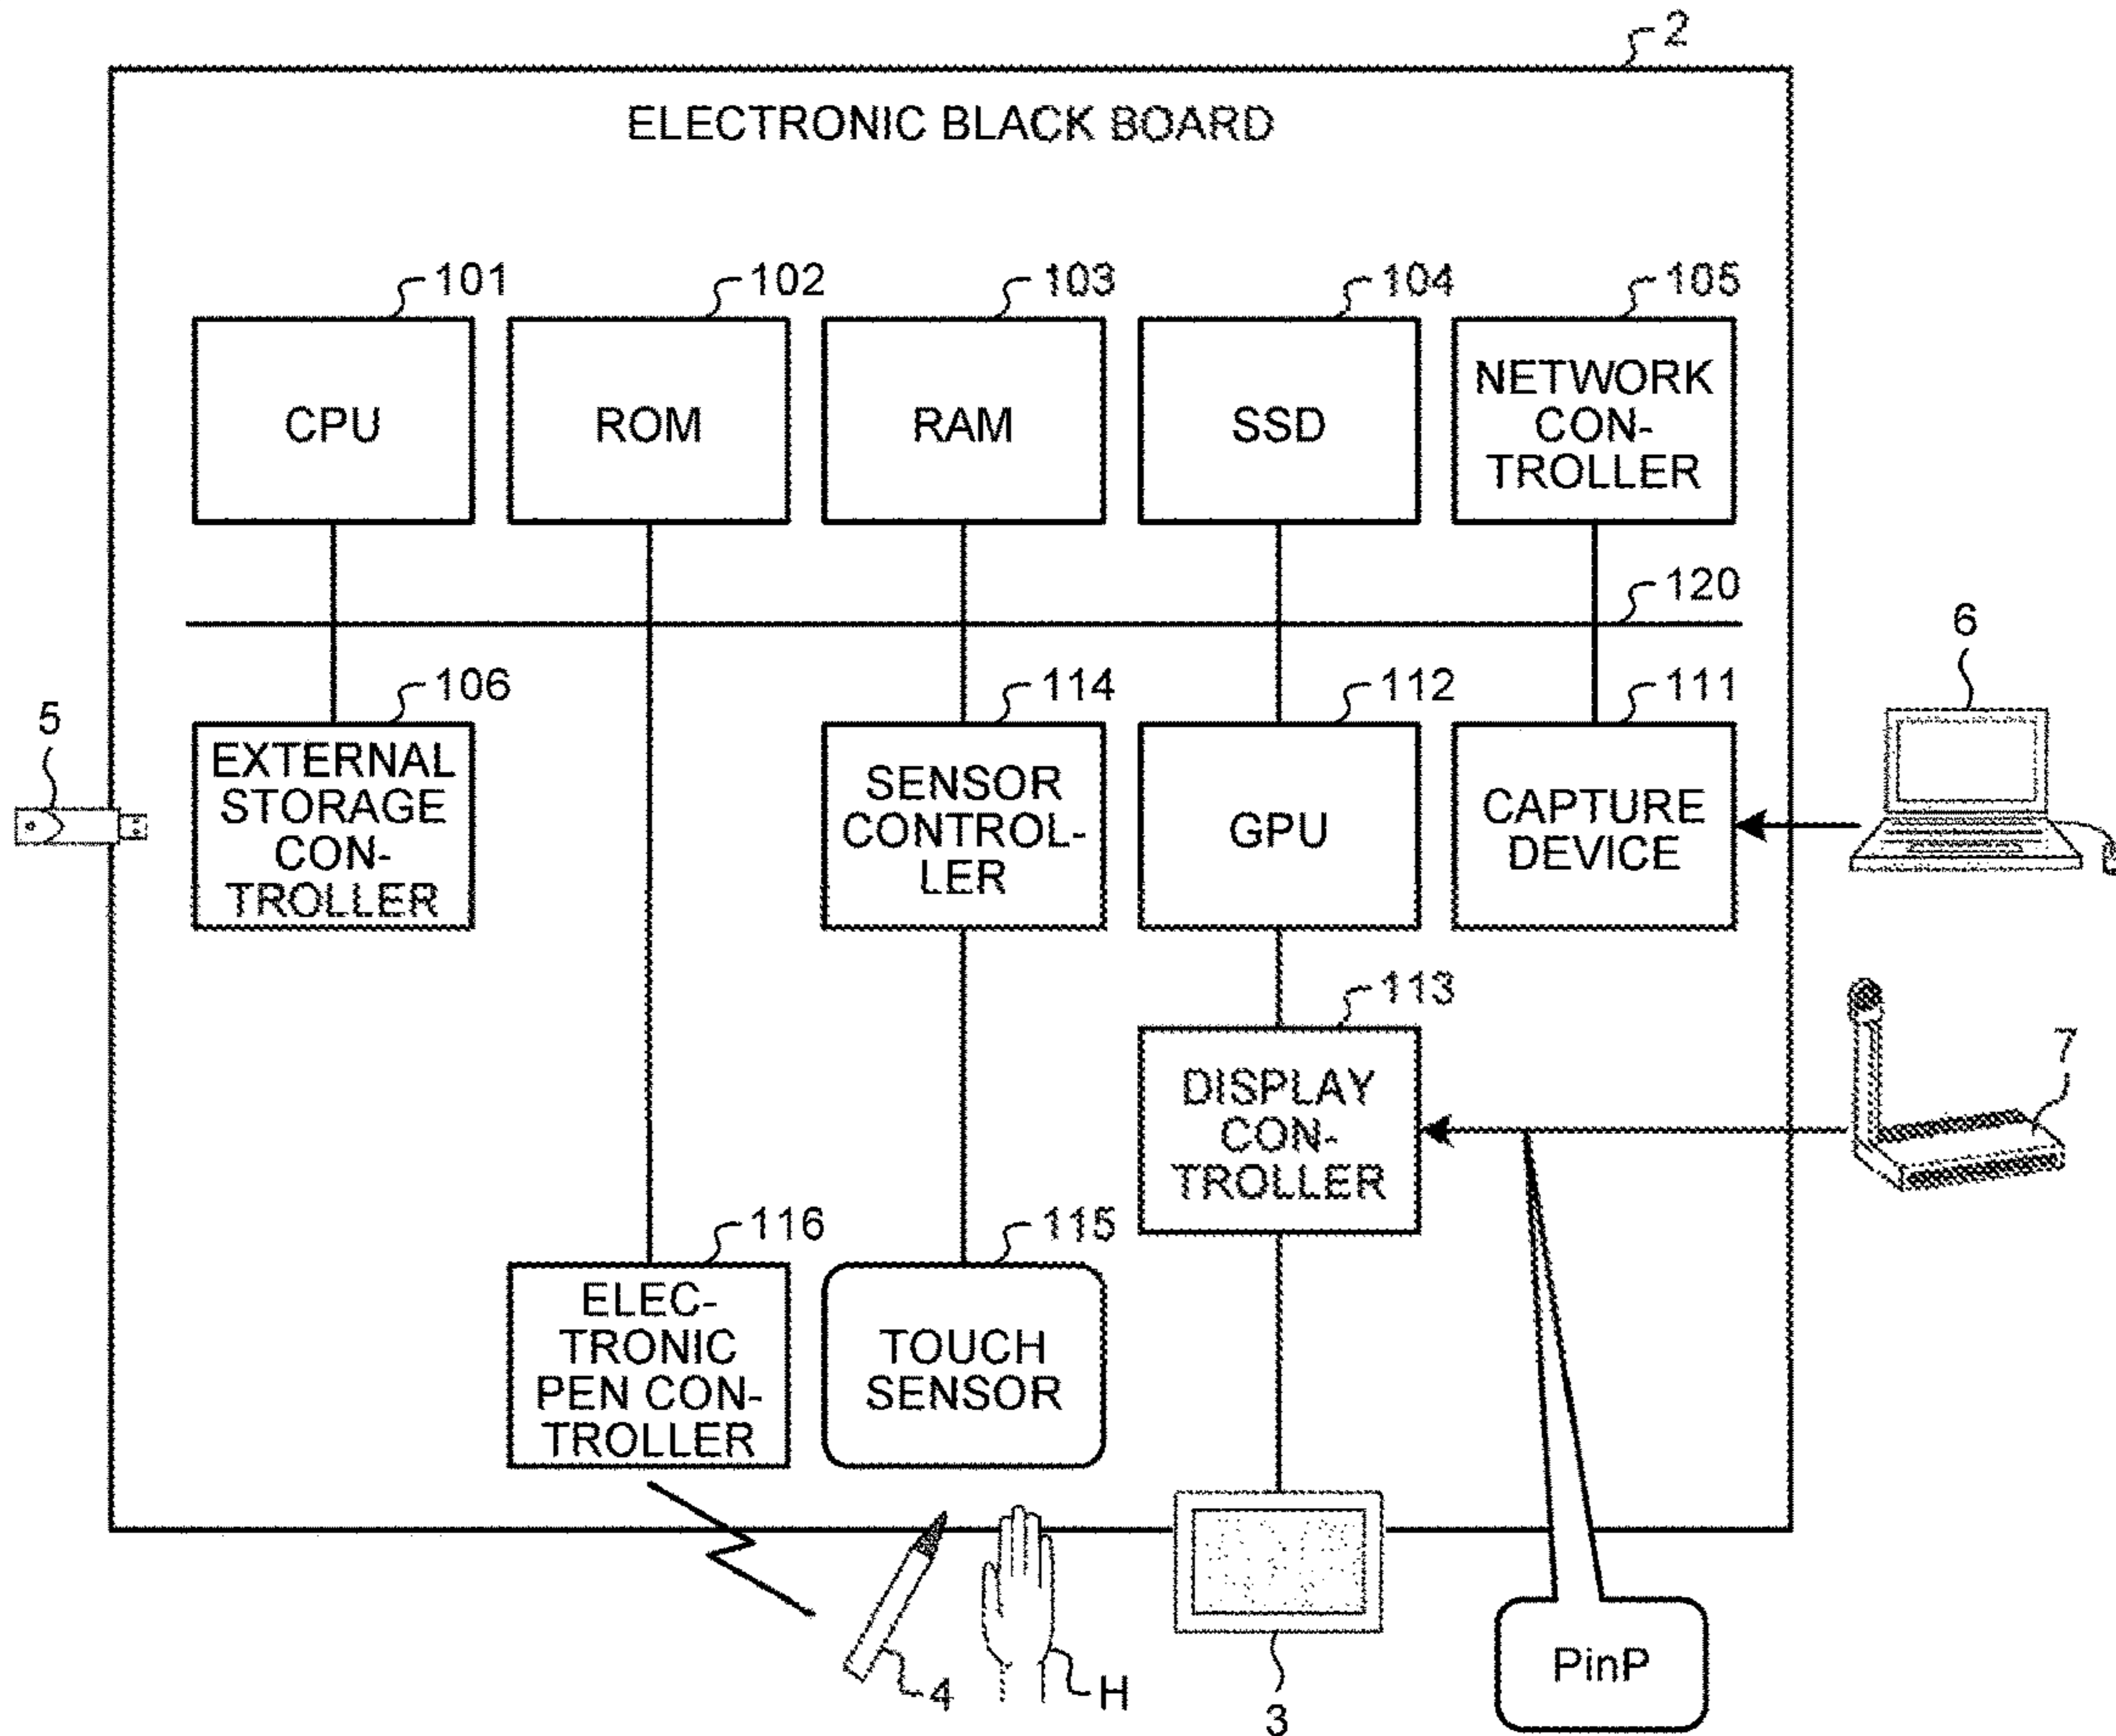 2
ELECTRONIC BLACK BOARD
101
102
103
104
105
CPU
ROM
RAM
SSD
NETWORK
CON-
TROLLER
120
6
5
106
114
112
111
EXTERNAL
STORAGE
CON-
TROLLER
SENSOR
CONTROL-
LER
GPU
CAPTURE
DEVICE
113
7
DISPLAY
CON-
TROLLER
116
115
ELEC-
TRONIC
PEN CON-
TROLLER
TOUCH
SENSOR
4
H
3
PinP